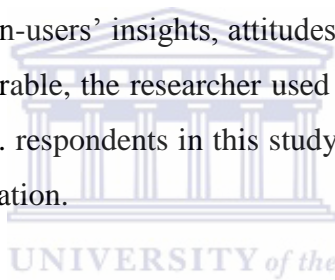 n-users’ insights, attitudes
rable, the researcher used
. respondents in this study
ation.
UNIVERSITY of the